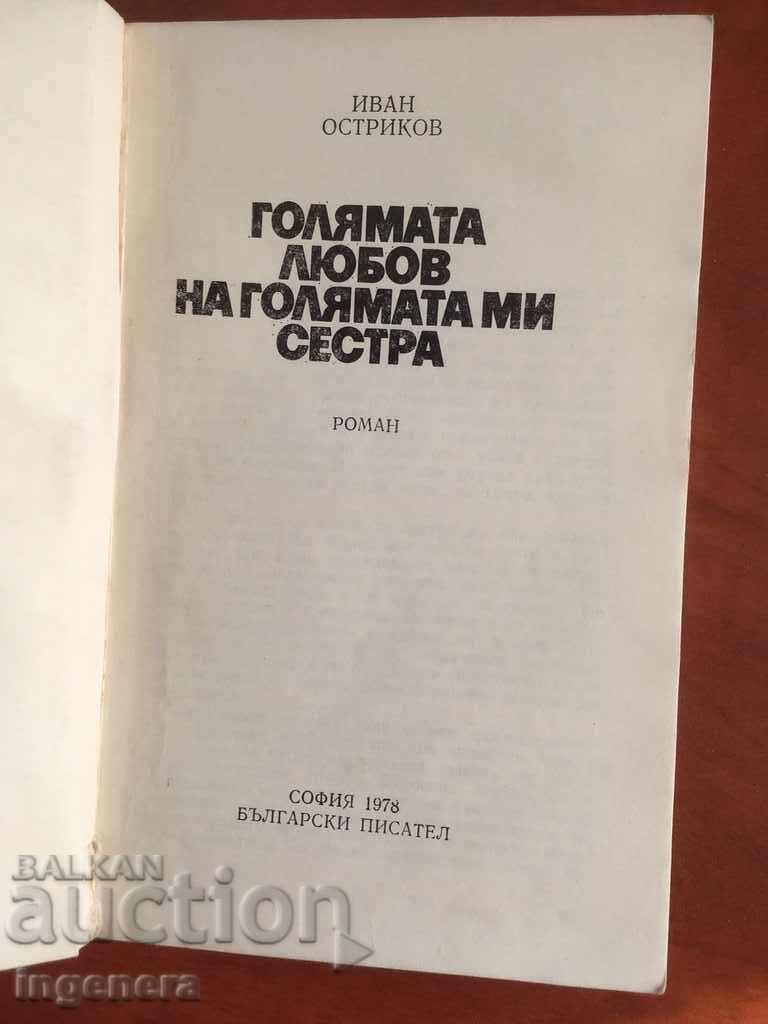 ИВАН
ОСТРИКОВ
ГОЛЯМАТА
ЛЮБОВ
НА ГОЛЯМАТА МИ
СЕСТРА
РОМАН
СОФИЯ 1978
БЪЛГАРСКИ ПИСАТЕЛ
BALKAN
auction
ingenera